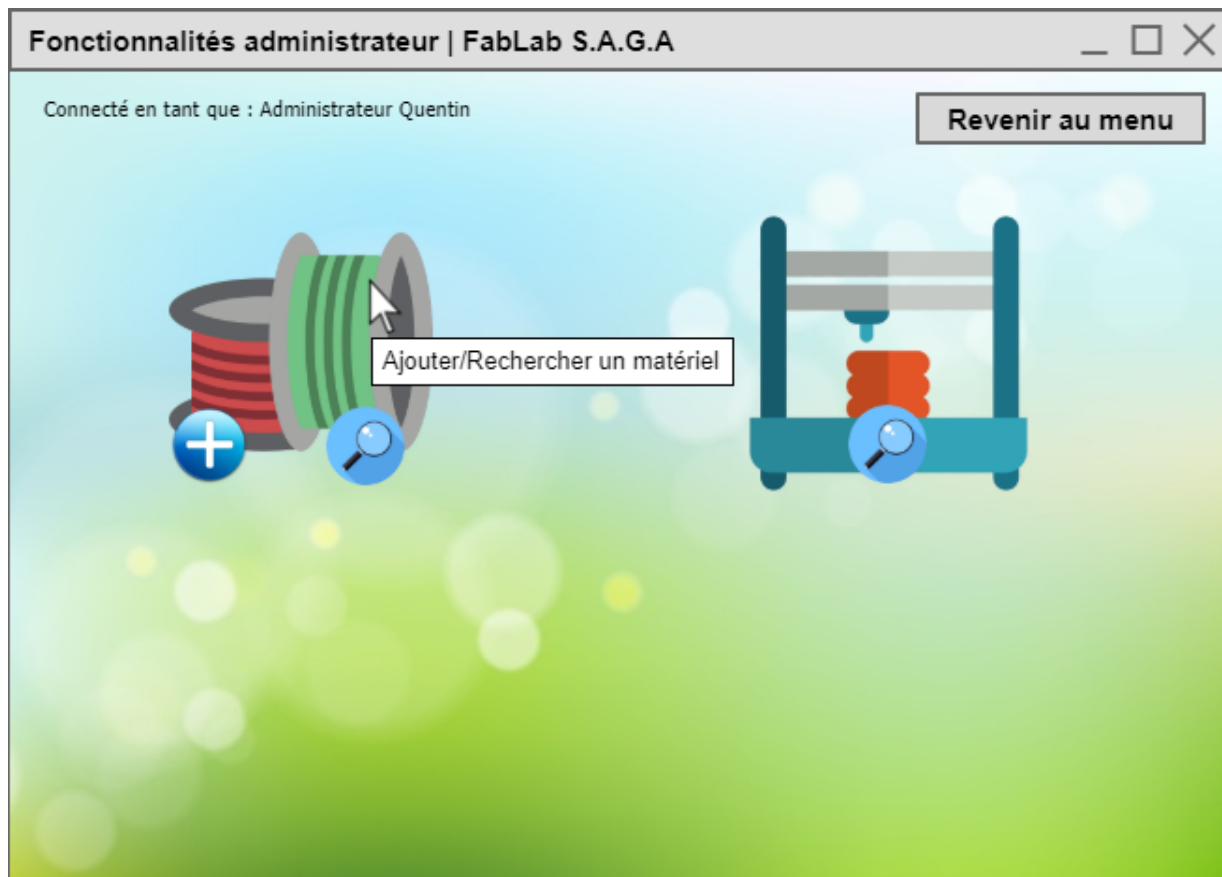 Fonctionnalités administrateur | FabLab S.A.G.A
Connecté en tant que : Administrateur Quentin
Revenir au menu
Ajouter/Rechercher un matériel